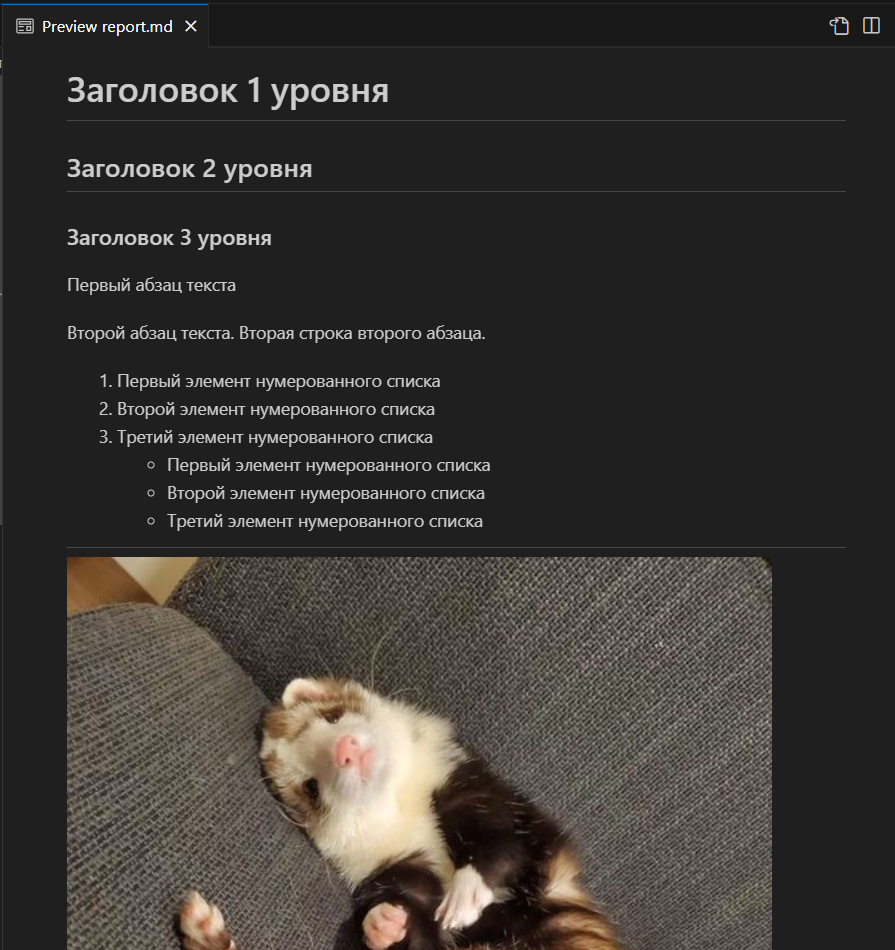 Preview report.md
Заголовок 1 уровня
Заголовок 2 уровня
Заголовок 3 уровня
Первый абзац текста
Второй абзац текста. Вторая строка второго абзаца.
1. Первый элемент нумерованного списка
2. Второй элемент нумерованного списка
3. Третий элемент нумерованного списка
Первый элемент нумерованного списка
Второй элемент нумерованного списка
Третий элемент нумерованного списка